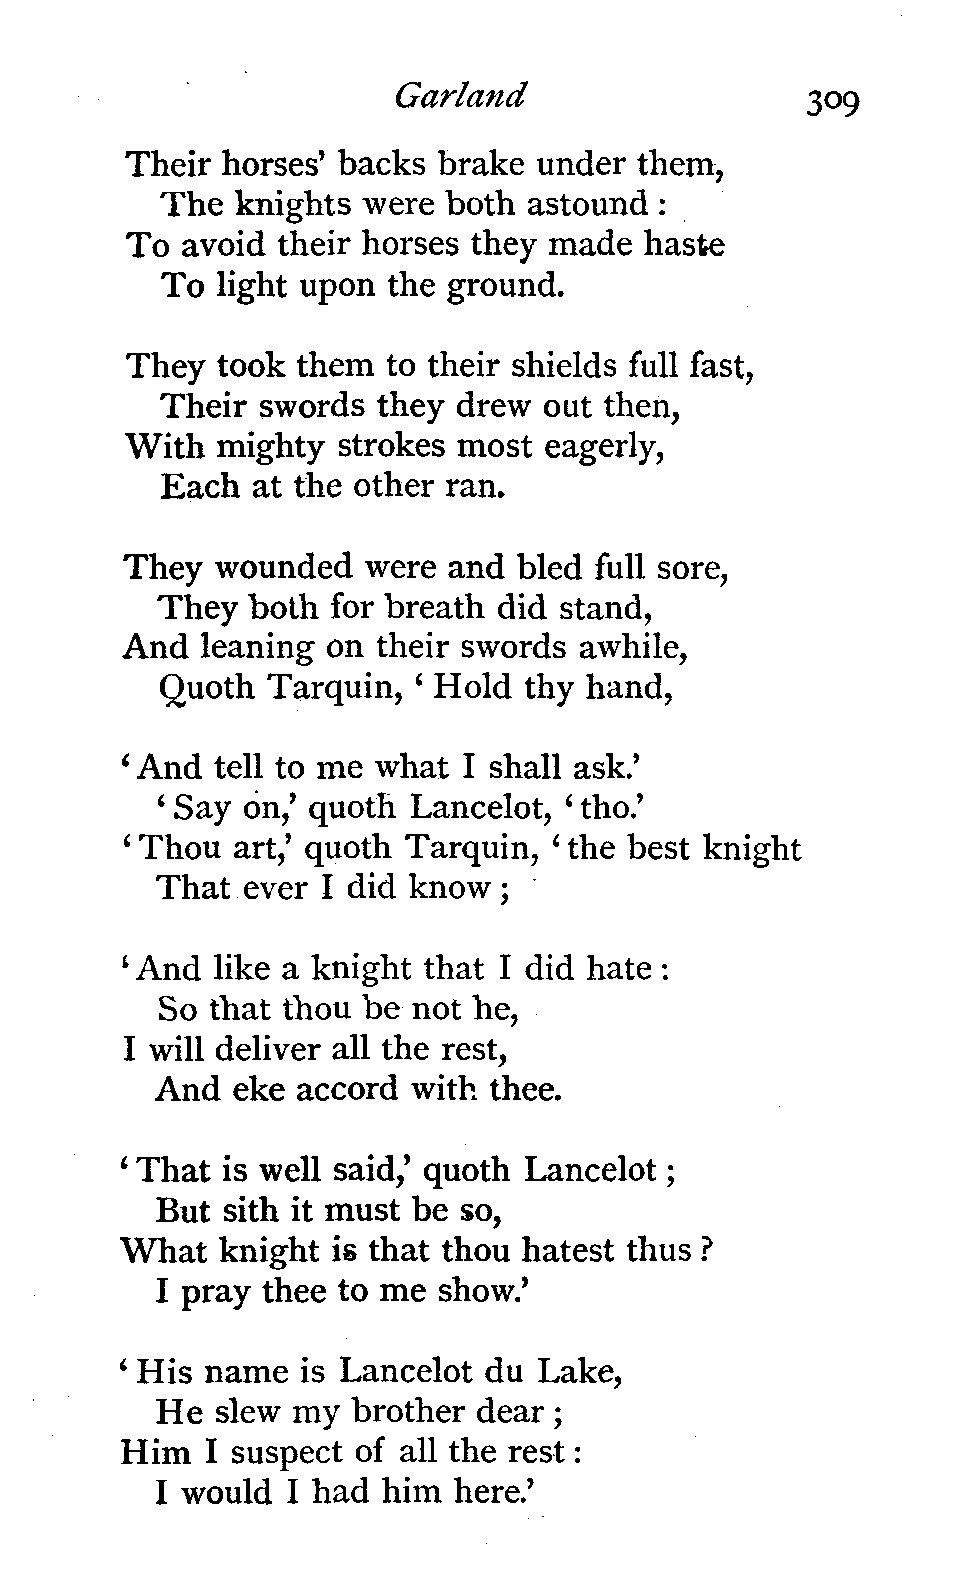 Garland 309
Their horses' backs brake under them,
The knights were both astound :
To avoid their horses they made haste
To light upon the ground.
They took them to their shields full fast,
Their swords they drew out then,
With mighty strokes most eagerly,
Each at the other ran.
They wounded were and bled full sore,
They both for breath did stand,
And leaning on their swords awhile,
Quoth Tarquin, ‘ Hold thy hand,
‘ And tell to me what I shall ask.’
‘ Say on,’ quoth Lancelot, ‘ tho.’
‘ Thou art,’ quoth Tarquin, ‘ the best knight
That ever I did know ;
‘ And like a knight that I did hate :
So that thou be not he,
I will deliver all the rest,
And eke accord with thee.
‘ That is well said,’ quoth Lancelot ;
But sith it must be so,
What knight is that thou hatest thus ?
I pray thee to me show.’
‘ His name is Lancelot du Lake,
He slew my brother dear ;
Him I suspect of all the rest :
I would I had him here.’